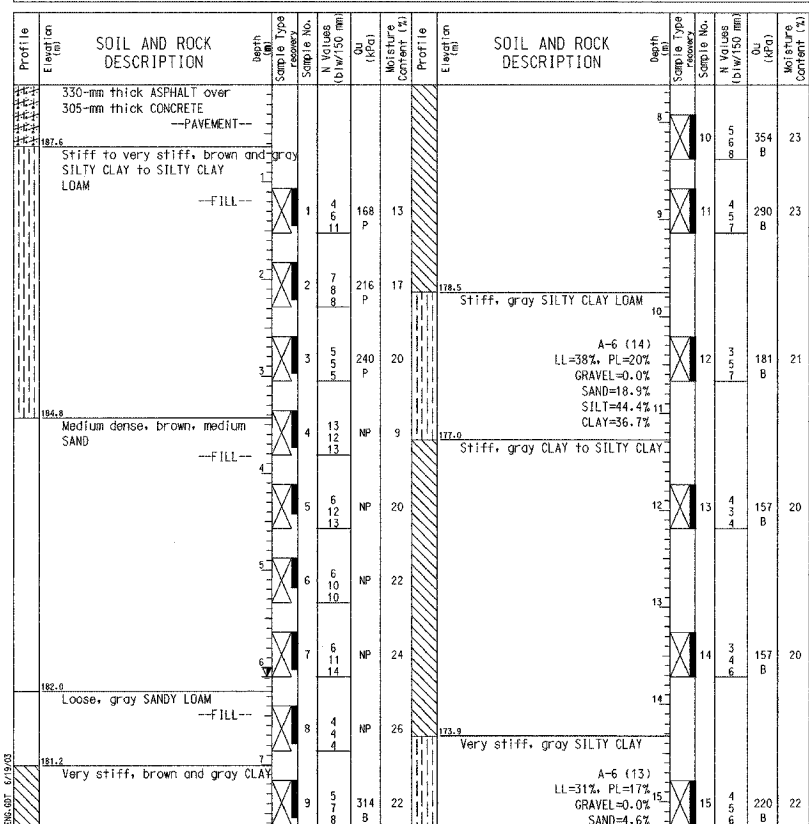 Profile
Elevation (m)
SOIL AND ROCK DESCRIPTION
Depth (m)
Sample Type recovery
Sample No.
N Values (blw/150 mm)
Qu (kPa)
Moisture Content (%)
330-mm thick ASPHALT over
305-mm thick CONCRETE
--PAVEMENT--
187.6
Stiff to very stiff, brown and gray
SILTY CLAY to SILTY CLAY
LOAM
1
--FILL--
1 4 6 11 168 P 13
2
2 7 8 8 216 P 17
3 5 5 5 240 P 20
3
184.8
Medium dense, brown, medium
SAND
4 13 12 13 NP 9
--FILL--
4
5 6 12 13 NP 20
5
6 6 10 10 NP 22
7 6 11 14 NP 24
6
182.0
Loose, gray SANDY LOAM
--FILL--
8 4 4 4 NP 26
7
181.2
Very stiff, brown and gray CLAY
9 5 7 8 314 B 22
ENG.GDT 6/19/03
Profile
Elevation (m)
SOIL AND ROCK DESCRIPTION
Depth (m)
Sample Type recovery
Sample No.
N Values (blw/150 mm)
Qu (kPa)
Moisture Content (%)
8
10 5 6 8 354 B 23
9
11 4 5 7 290 B 23
178.5
Stiff, gray SILTY CLAY LOAM
10
A-6 (14)
LL=38%, PL=20%
12 3 5 7 181 B 21
GRAVEL=0.0%
SAND=18.9%
SILT=44.4% 11
CLAY=36.7%
177.0
Stiff, gray CLAY to SILTY CLAY
12
13 4 3 4 157 B 20
13
14 3 4 6 157 B 20
14
173.9
Very stiff, gray SILTY CLAY
A-6 (13)
LL=31%, PL=17% 15
GRAVEL=0.0%
15 4 5 6 220 B 22
SAND=4.6%